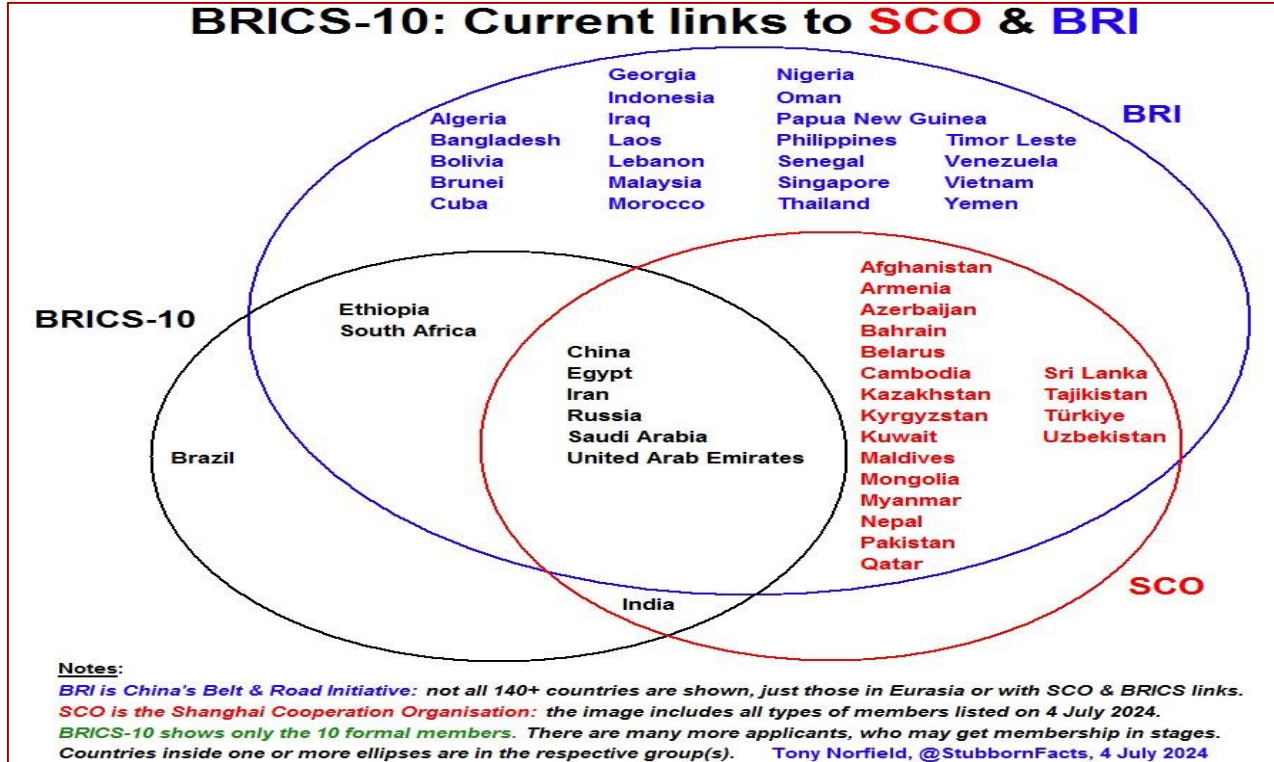 BRICS-10: Current links to SCO & BRI
BRI
Algeria
Bangladesh
Bolivia
Brunei
Cuba
Georgia
Indonesia
Iraq
Laos
Lebanon
Malaysia
Morocco
Nigeria
Oman
Papua New Guinea
Philippines
Senegal
Singapore
Thailand
Timor Leste
Venezuela
Vietnam
Yemen
BRICS-10
Ethiopia
South Africa
Brazil
China
Egypt
Iran
Russia
Saudi Arabia
United Arab Emirates
India
Afghanistan
Armenia
Azerbaijan
Bahrain
Belarus
Cambodia
Kazakhstan
Kyrgyzstan
Kuwait
Maldives
Mongolia
Myanmar
Nepal
Pakistan
Qatar
Sri Lanka
Tajikistan
Türkiye
Uzbekistan
SCO
Notes:
BRI is China's Belt & Road Initiative: not all 140+ countries are shown, just those in Eurasia or with SCO & BRICS links.
SCO is the Shanghai Cooperation Organisation: the image includes all types of members listed on 4 July 2024.
BRICS-10 shows only the 10 formal members. There are many more applicants, who may get membership in stages.
Countries inside one or more ellipses are in the respective group(s). Tony Norfield, @StubbornFacts, 4 July 2024